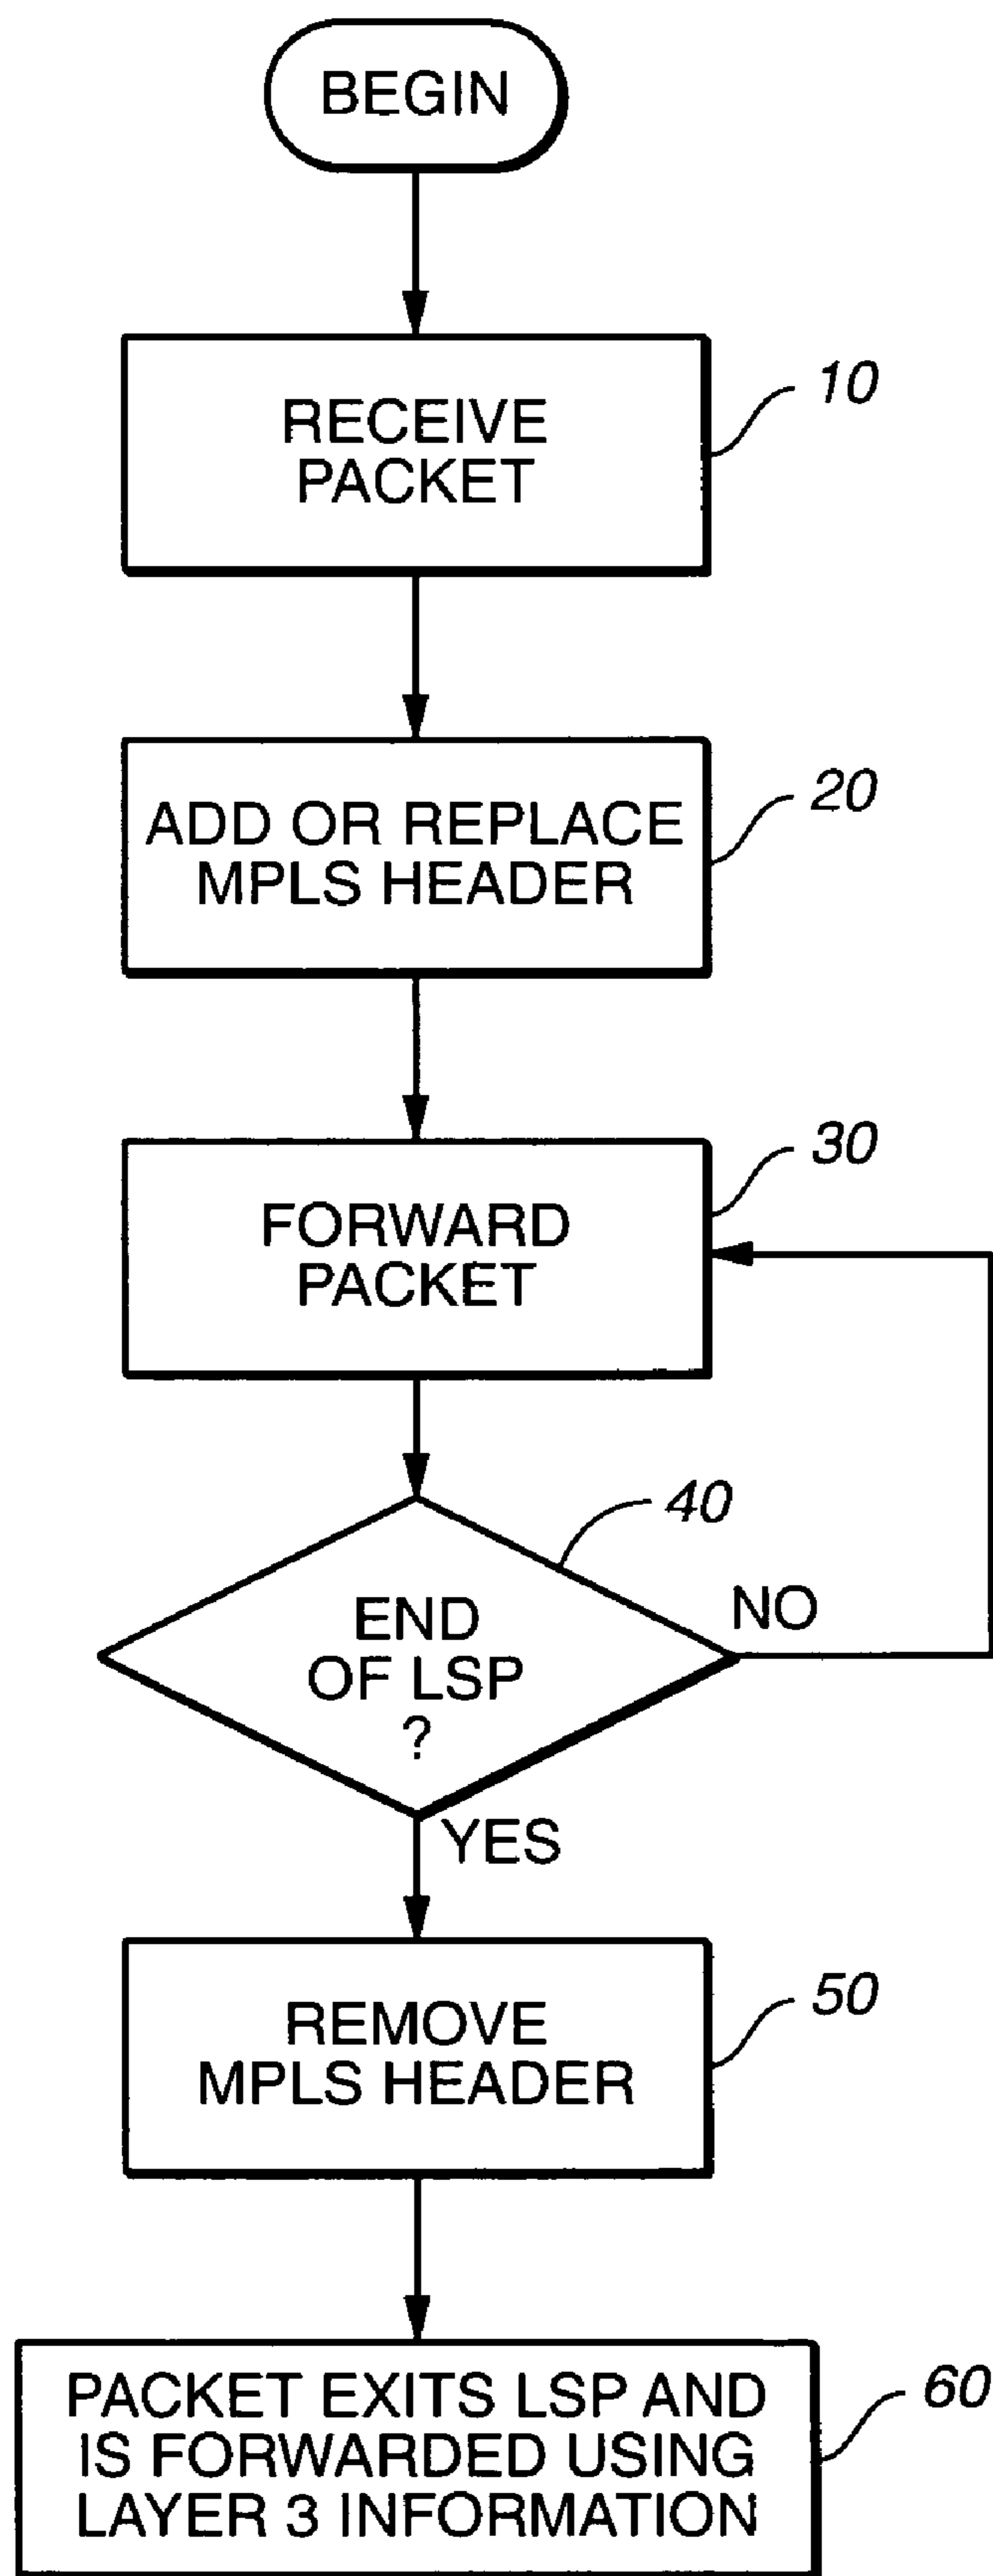 BEGIN
RECEIVE
PACKET
10
ADD OR REPLACE
MPLS HEADER
20
FORWARD
PACKET
30
END
OF LSP
?
40
NO
YES
REMOVE
MPLS HEADER
50
PACKET EXITS LSP AND
IS FORWARDED USING
LAYER 3 INFORMATION
60